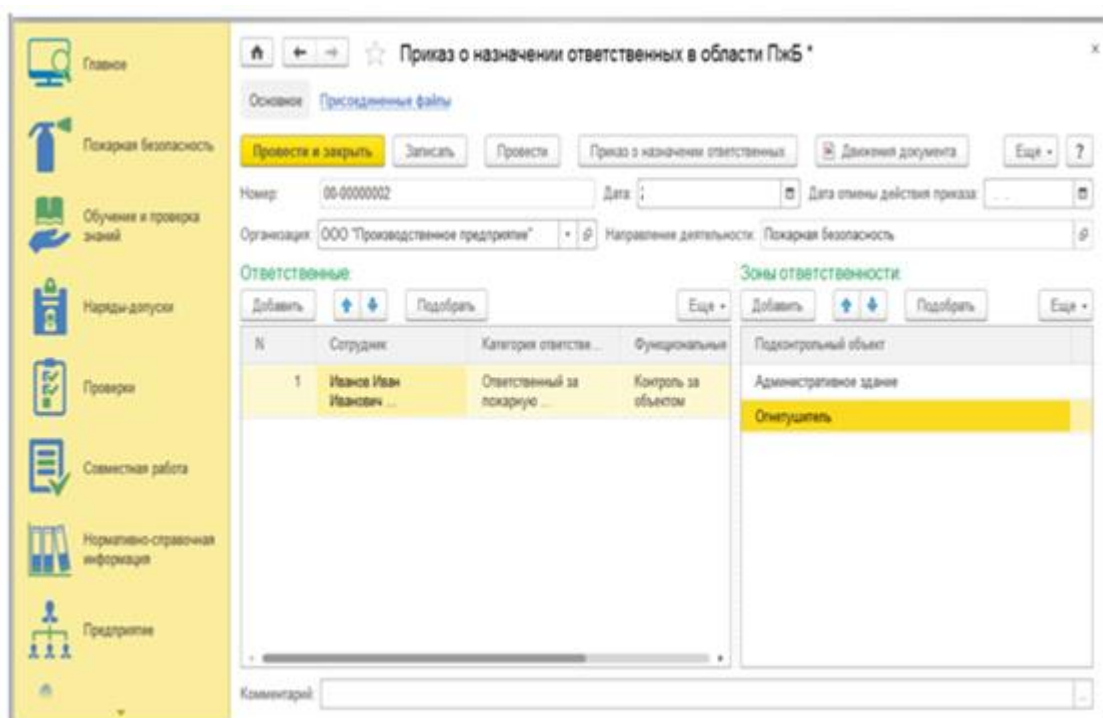 Главное
Пожарная безопасность
Обучение и проверка
знаний
Наряды-допуски
Проверки
Совместная работа
Нормативно-справочная
информация
Предприятие
Приказ о назначении ответственных в области ПжБ *
Основное Присоединенные файлы
Провести и закрыть Записать Провести Приказ о назначении ответственных Движения документа Еще ?
Номер: 00-00000002 Дата: Дата отмены действия приказа: . .
Организация: ООО "Производственное предприятие" Направление деятельности: Пожарная безопасность
Ответственные: Зоны ответственности:
Добавить Подобрать Еще Добавить Подобрать Еще
N Сотрудник Категория ответстве... Функциональные Подконтрольный объект
1 Иванов Иван Ответственный за Контроль за Административное здание
Иванович ... пожарную ... объектом
Огнетушитель
Комментарий: ...